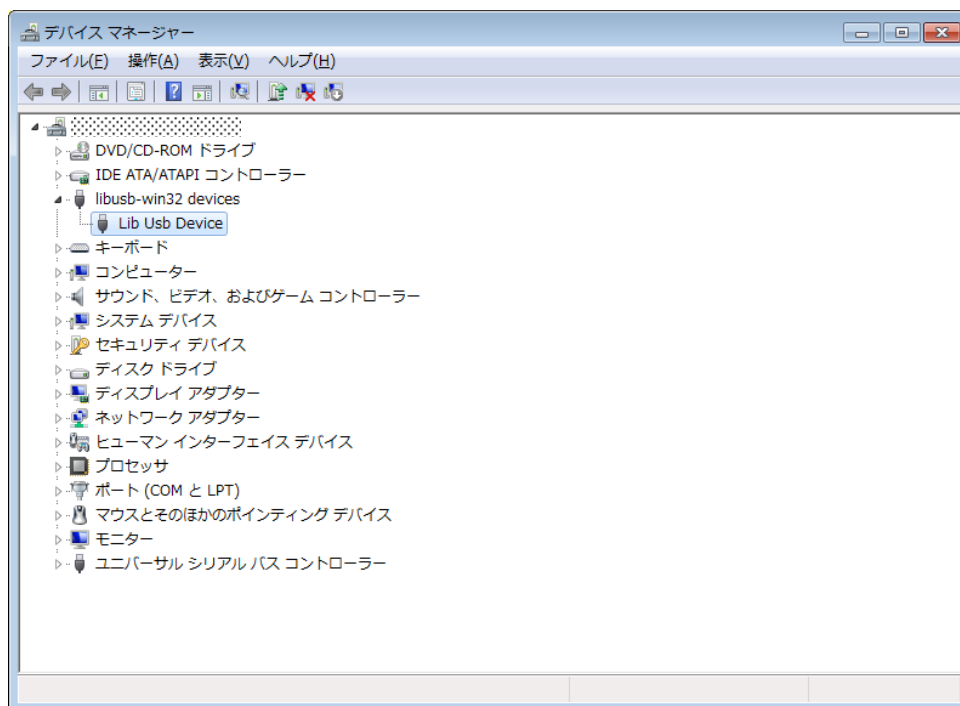 デバイス マネージャー
ファイル(F) 操作(A) 表示(V) ヘルプ(H)
DVD/CD-ROM ドライブ
IDE ATA/ATAPI コントローラー
libusb-win32 devices
Lib Usb Device
キーボード
コンピューター
サウンド、ビデオ、およびゲーム コントローラー
システム デバイス
セキュリティ デバイス
ディスク ドライブ
ディスプレイ アダプター
ネットワーク アダプター
ヒューマン インターフェイス デバイス
プロセッサ
ポート (COM と LPT)
マウスとそのほかのポインティング デバイス
モニター
ユニバーサル シリアル バス コントローラー